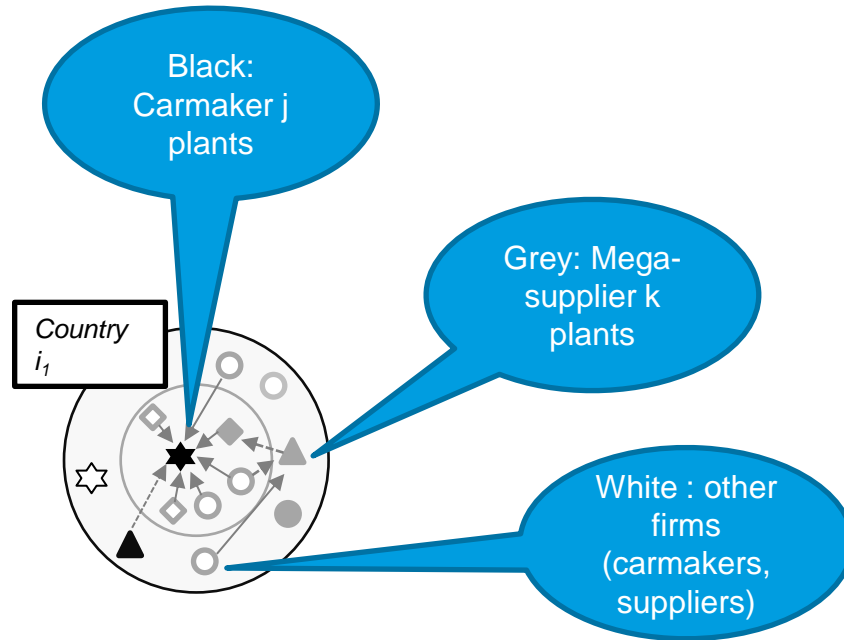 Black:
Carmaker j
plants
Grey: Mega-
supplier k
plants
Country
i₁
White : other
firms
(carmakers,
suppliers)